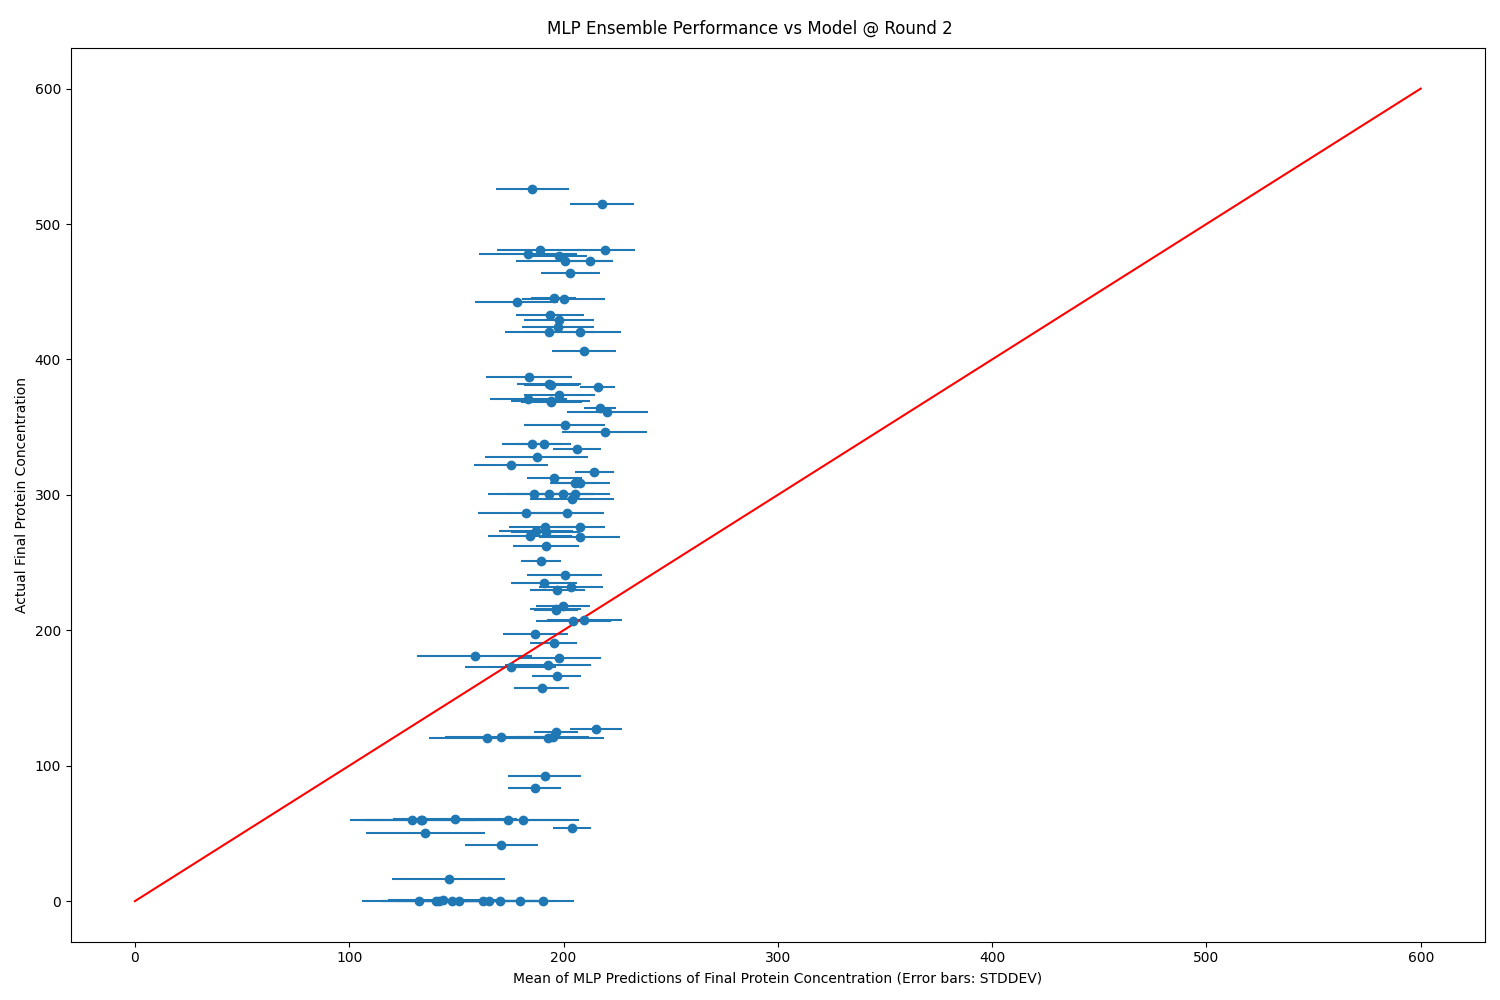 MLP Ensemble Performance vs Model @ Round 2
600
500
400
300
200
100
0
Actual Final Protein Concentration
0 100 200 300 400 500 600
Mean of MLP Predictions of Final Protein Concentration (Error bars: STDDEV)